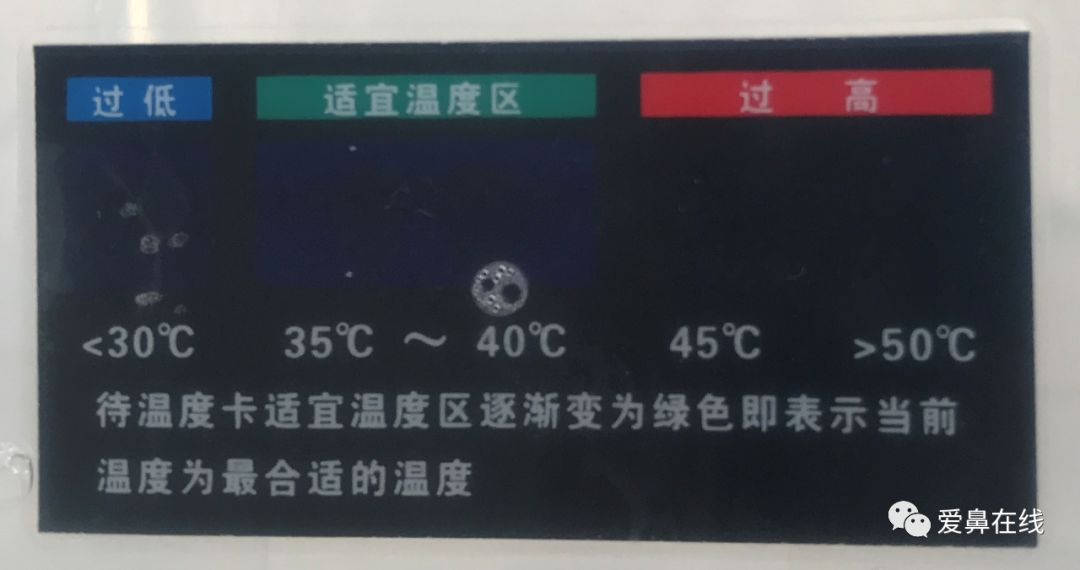 过低 适宜温度区 过高
<30℃ 35℃ ～ 40℃ 45℃ >50℃
待温度卡适宜温度区逐渐变为绿色即表示当前
温度为最合适的温度
爱鼻在线